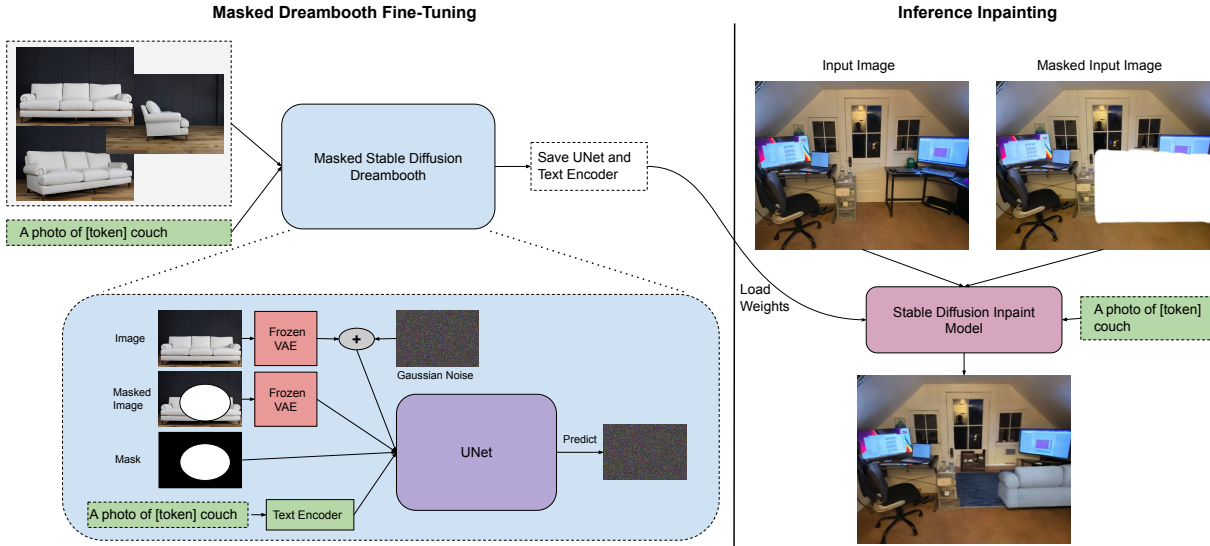 Masked Dreambooth Fine-Tuning
A photo of [token] couch
Masked Stable Diffusion
Dreambooth
Save UNet and
Text Encoder
Image
Frozen
VAE
+
Gaussian Noise
Masked
Image
Frozen
VAE
Mask
UNet
Predict
A photo of [token] couch
Text Encoder
Inference Inpainting
Input Image
Masked Input Image
Load
Weights
Stable Diffusion Inpaint
Model
A photo of [token]
couch